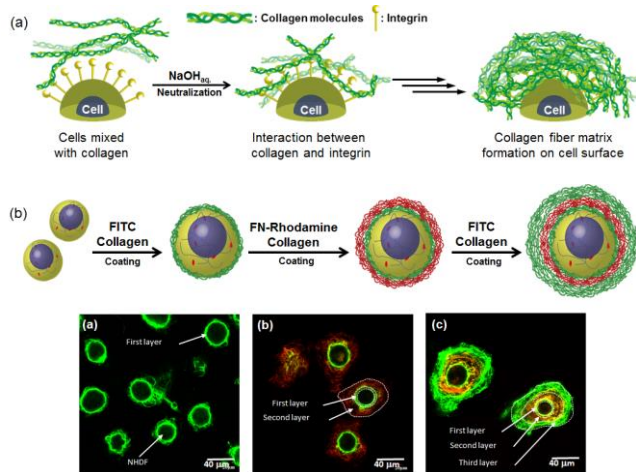 (a)
: Collagen molecules
: Integrin
NaOHaq.
Neutralization
Cell
Cell
Cell
Cells mixed
with collagen
Interaction between
collagen and integrin
Collagen fiber matrix
formation on cell surface
(b)
FITC
Collagen
Coating
FN-Rhodamine
Collagen
Coating
FITC
Collagen
Coating
(a)
First layer
NHDF
40 µm
(b)
First layer
Second layer
40 µm
(c)
First layer
Second layer
Third layer
40 µm